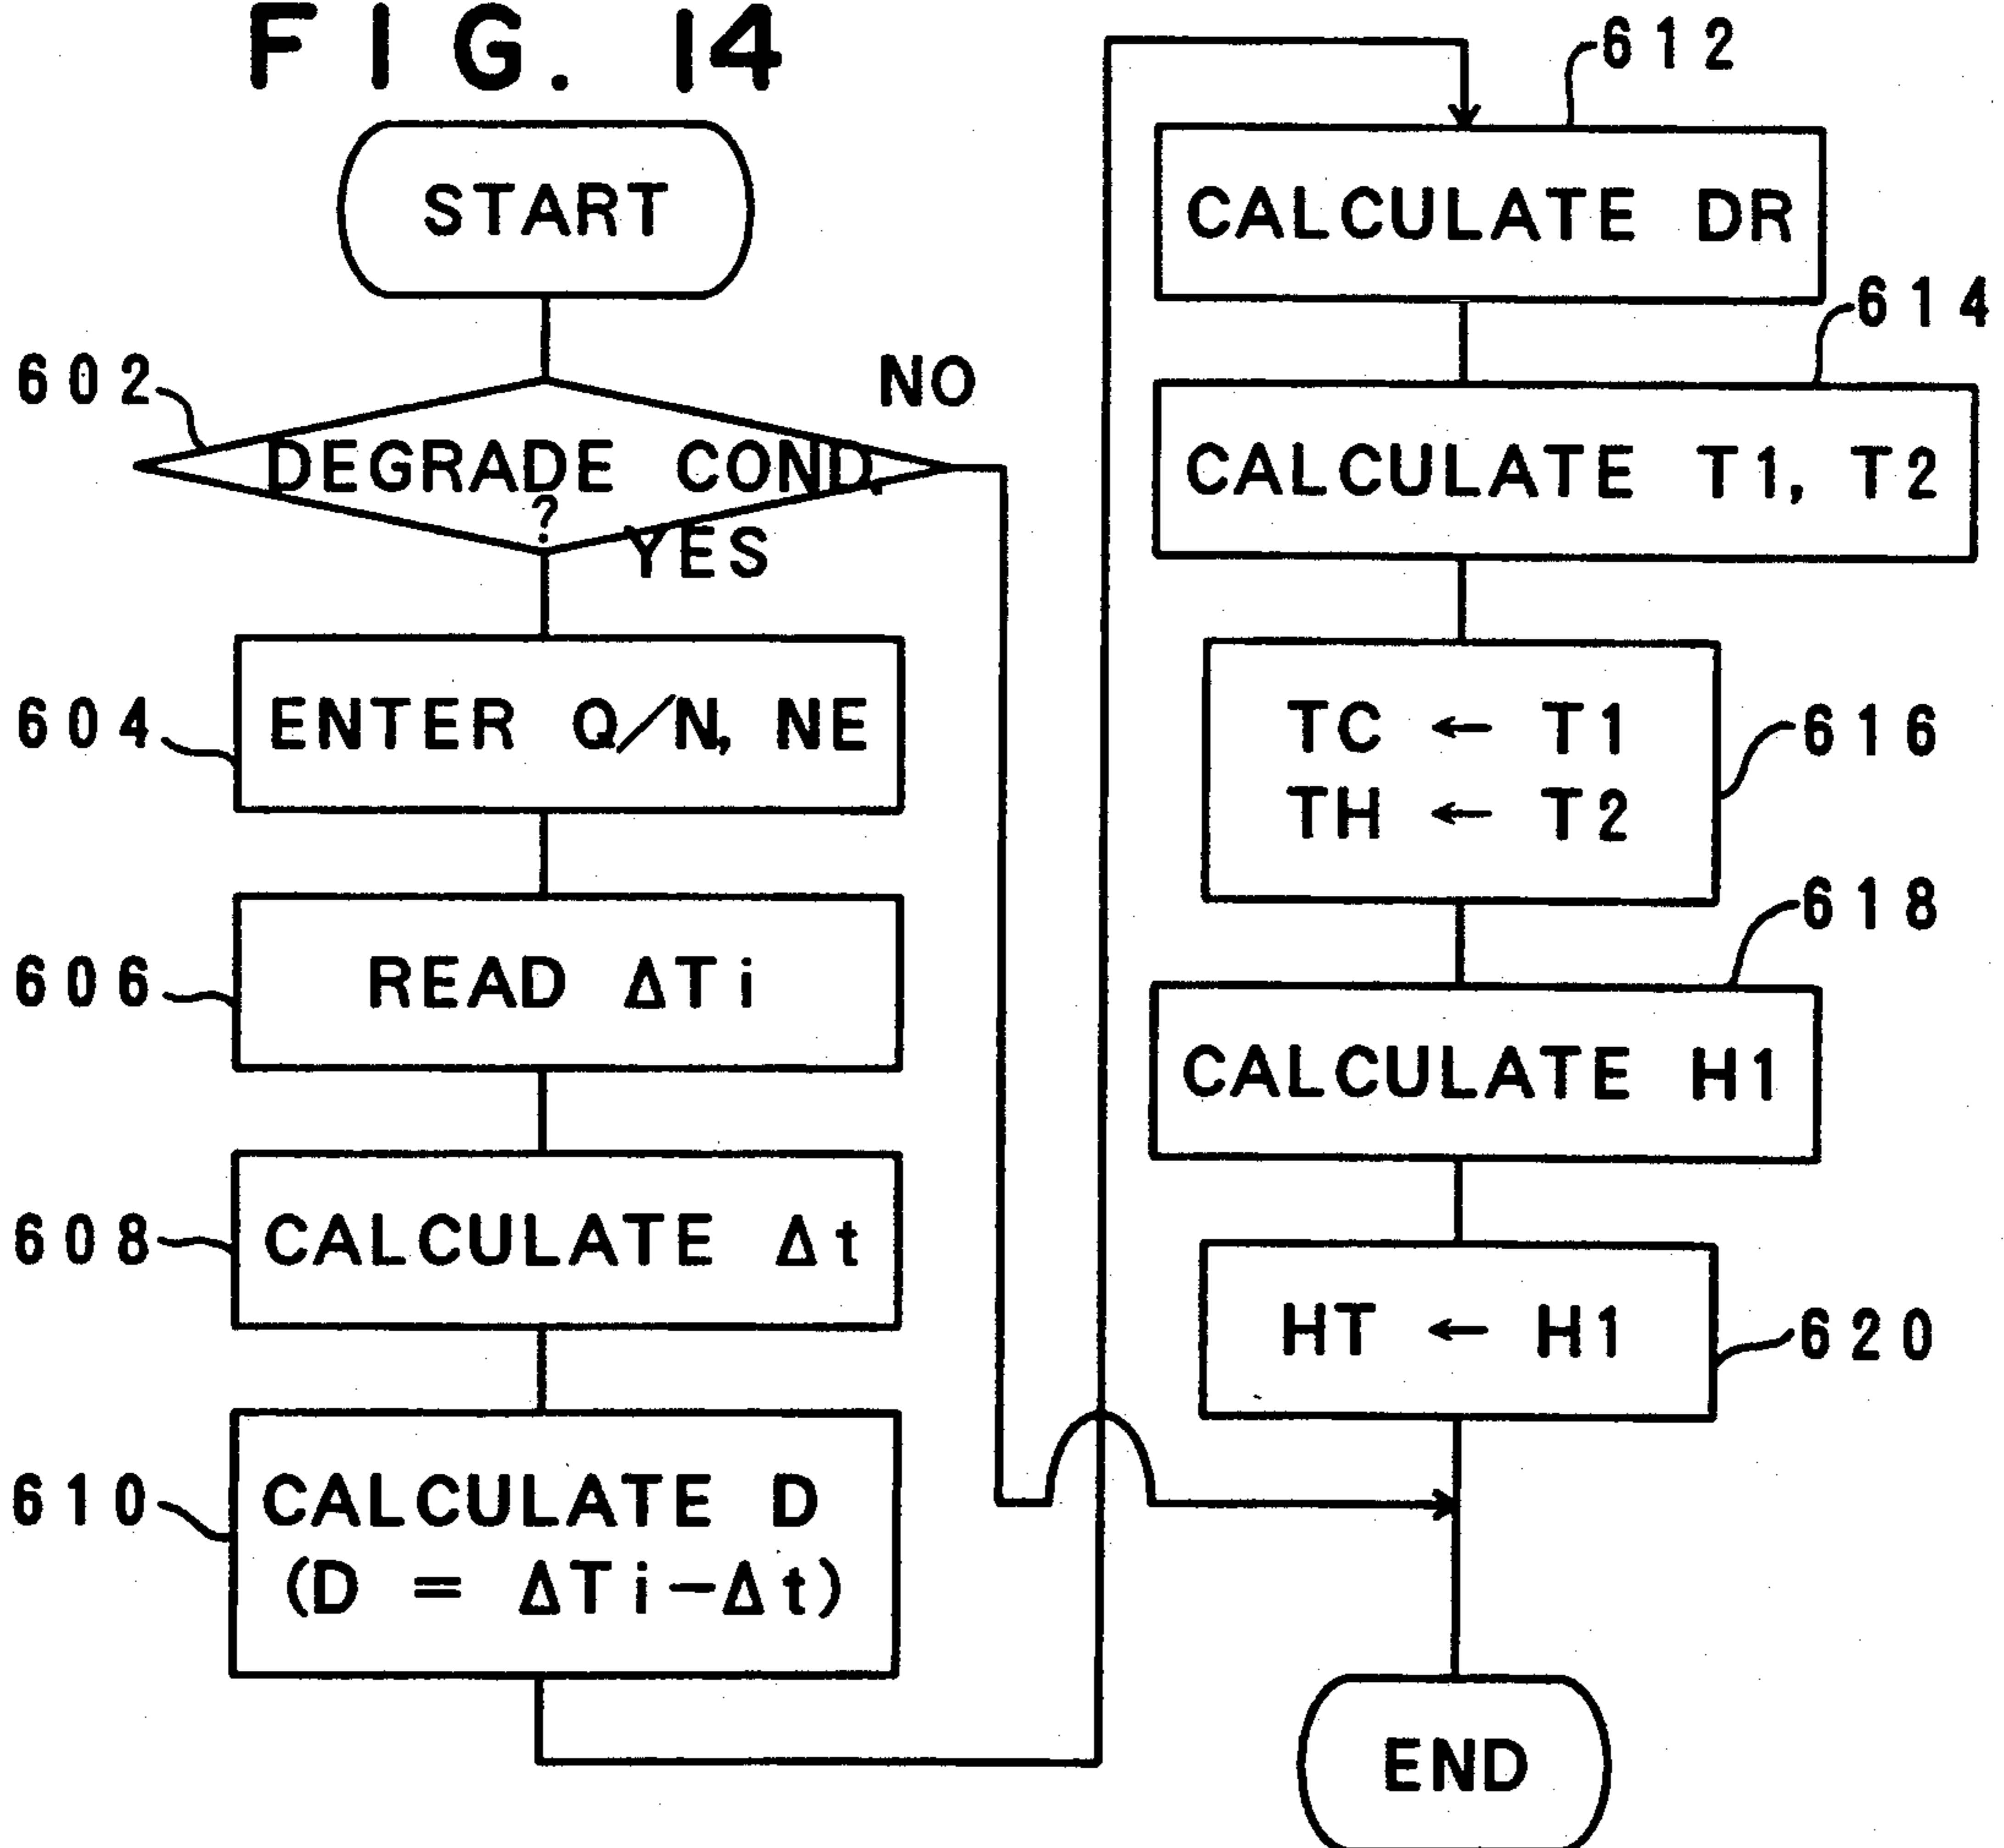 FIG. 14
START
602
NO
DEGRADE COND.
?
YES
604
ENTER Q/N, NE
606
READ ΔTi
608
CALCULATE Δt
610
CALCULATE D
(D = ΔTi-Δt)
612
CALCULATE DR
614
CALCULATE T1, T2
TC ← T1
TH ← T2
616
618
CALCULATE H1
HT ← H1
620
END